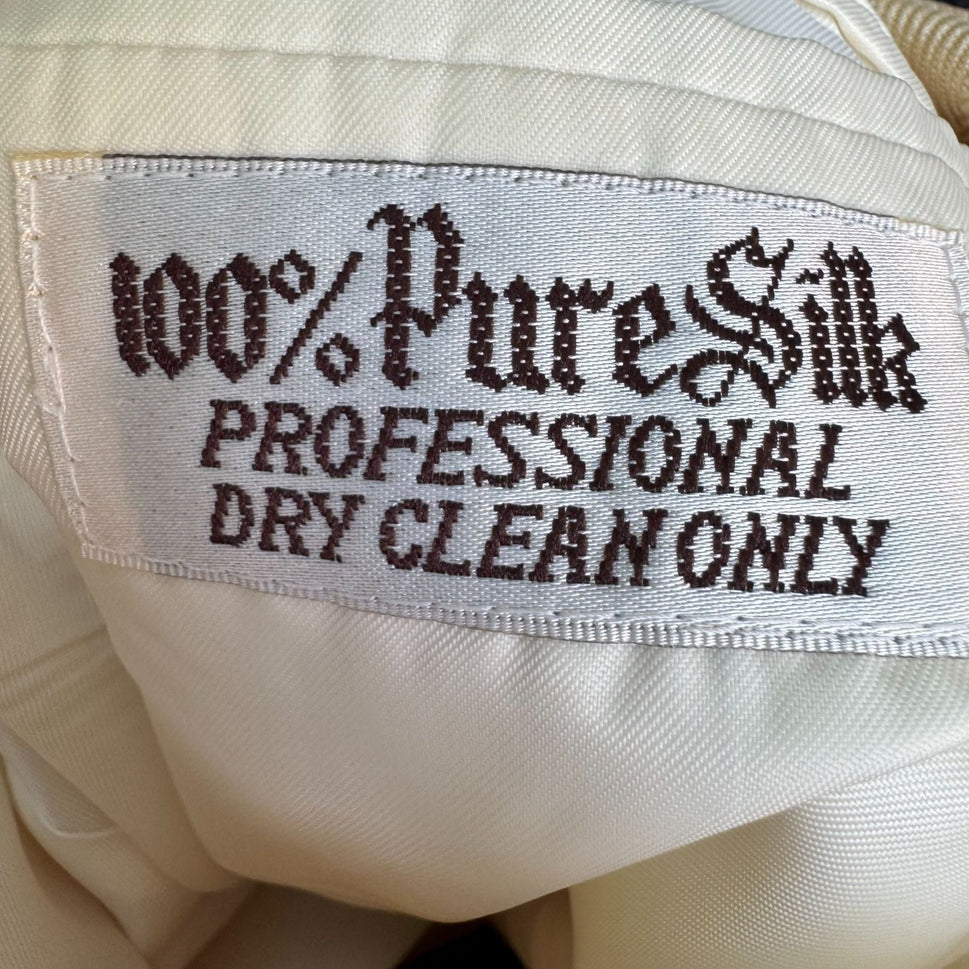 100% Pure Silk
PROFESSIONAL
DRY CLEAN ONLY